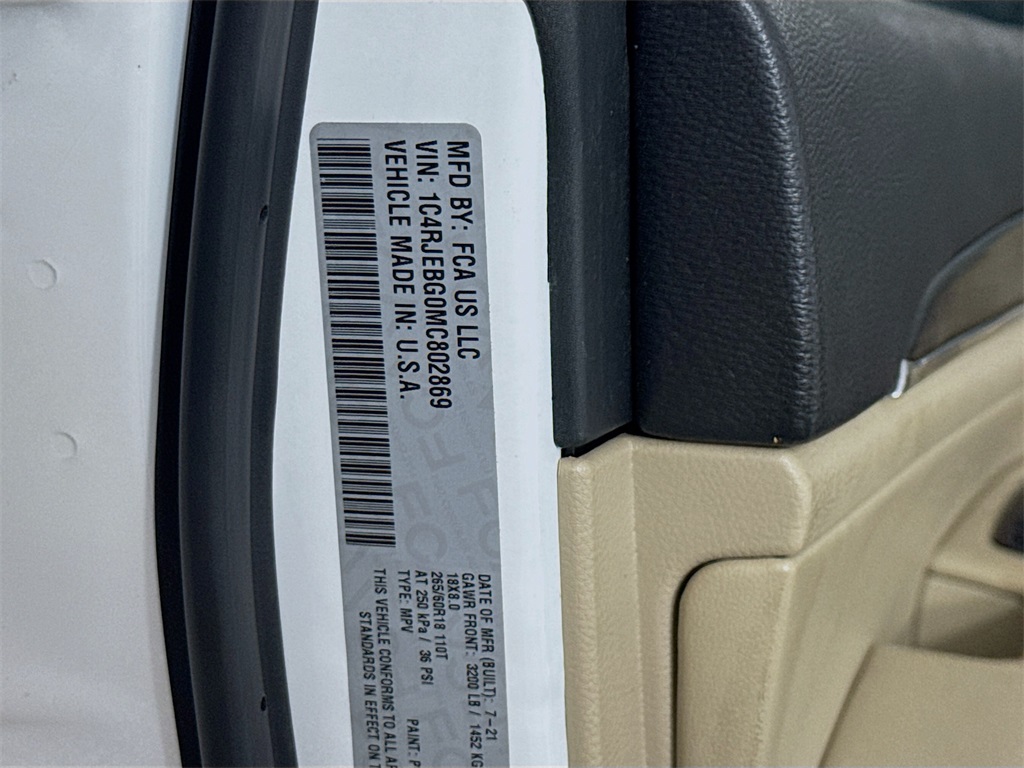 MFD BY: FCA US LLC
VIN: 1C4RJEBG0MC802869
VEHICLE MADE IN: U.S.A.
DATE OF MFR (BUILT): 7-21
GAWR FRONT: 3200 LB / 1452 KG
18X8.0
265/60R18 110T
AT 250 kPa / 36 PSI
TYPE: MPV PAINT: P
THIS VEHICLE CONFORMS TO ALL
STANDARDS IN EFFECT ON